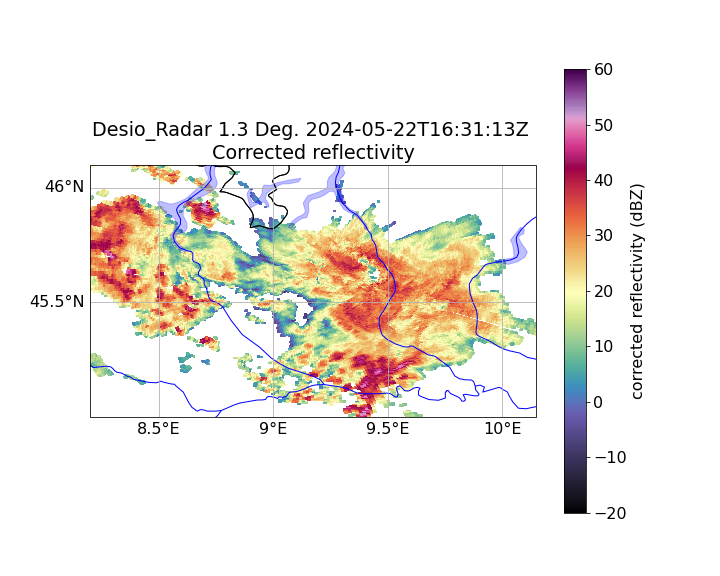 Desio_Radar 1.3 Deg. 2024-05-22T16:31:13Z
Corrected reflectivity
46°N
45.5°N
8.5°E
9°E
9.5°E
10°E
60
50
40
30
20
10
0
−10
−20
corrected reflectivity (dBZ)